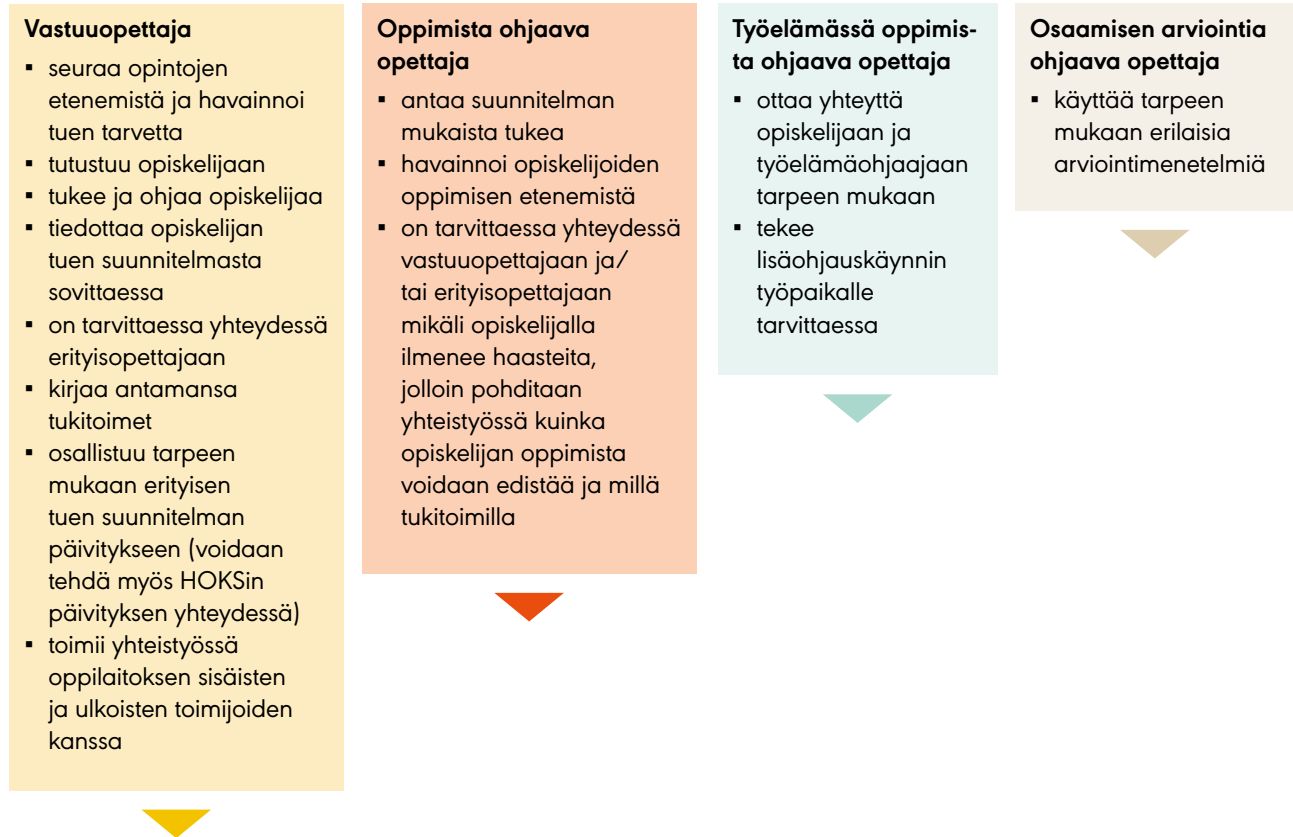 Vastuuopettaja
▪ seuraa opintojen
etenemistä ja havainnoi
tuen tarvetta
▪ tutustuu opiskelijaan
▪ tukee ja ohjaa opiskelijaa
▪ tiedottaa opiskelijan
tuen suunnitelmasta
sovittaessa
▪ on tarvittaessa yhteydessä
erityisopettajaan
▪ kirjaa antamansa
tukitoimet
▪ osallistuu tarpeen
mukaan erityisen
tuen suunnitelman
päivitykseen (voidaan
tehdä myös HOKSin
päivityksen yhteydessä)
▪ toimii yhteistyössä
oppilaitoksen sisäisten
ja ulkoisten toimijoiden
kanssa
Oppimista ohjaava
opettaja
▪ antaa suunnitelman
mukaista tukea
▪ havainnoi opiskelijoiden
oppimisen etenemistä
▪ on tarvittaessa yhteydessä
vastuuopettajaan ja/
tai erityisopettajaan
mikäli opiskelijalla
ilmenee haasteita,
jolloin pohditaan
yhteistyössä kuinka
opiskelijan oppimista
voidaan edistää ja millä
tukitoimilla
Työelämässä oppimis-
ta ohjaava opettaja
▪ ottaa yhteyttä
opiskelijaan ja
työelämäohjaajaan
tarpeen mukaan
▪ tekee
lisäohjauskäynnin
työpaikalle
tarvittaessa
Osaamisen arviointia
ohjaava opettaja
▪ käyttää tarpeen
mukaan erilaisia
arviointimenetelmiä